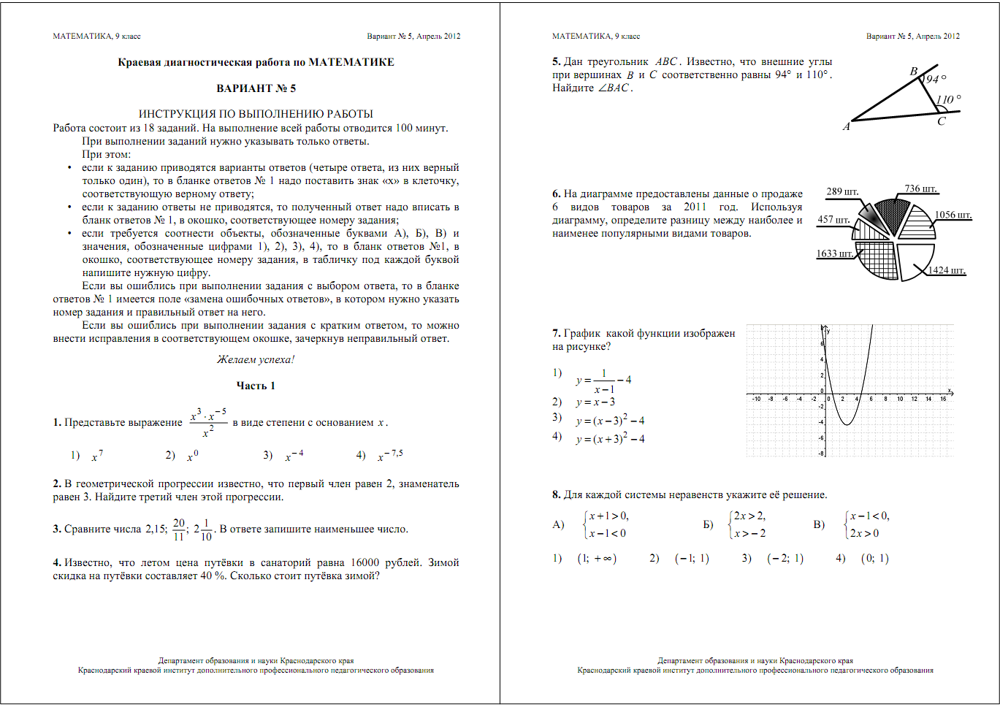 МАТЕМАТИКА, 9 класс Вариант № 5, Апрель 2012
Краевая диагностическая работа по МАТЕМАТИКЕ
ВАРИАНТ № 5
ИНСТРУКЦИЯ ПО ВЫПОЛНЕНИЮ РАБОТЫ
Работа состоит из 18 заданий. На выполнение всей работы отводится 100 минут.
При выполнении заданий нужно указывать только ответы.
При этом:
• если к заданию приводятся варианты ответов (четыре ответа, из них верный
только один), то в бланке ответов № 1 надо поставить знак «х» в клеточку,
соответствующую верному ответу;
• если к заданию ответы не приводятся, то полученный ответ надо вписать в
бланк ответов № 1, в окошко, соответствующее номеру задания;
• если требуется соотнести объекты, обозначенные буквами А), Б), В) и
значения, обозначенные цифрами 1), 2), 3), 4), то в бланк ответов №1, в
окошко, соответствующее номеру задания, в табличку под каждой буквой
напишите нужную цифру.
Если вы ошиблись при выполнении задания с выбором ответа, то в бланке
ответов № 1 имеется поле «замена ошибочных ответов», в котором нужно указать
номер задания и правильный ответ на него.
Если вы ошиблись при выполнении задания с кратким ответом, то можно
внести исправления в соответствующем окошке, зачеркнув неправильный ответ.
Желаем успеха!
Часть 1
1. Представьте выражение \frac{x^3 · x^{-5}}{x^2} в виде степени с основанием x .
1) x^7 2) x^0 3) x^{-4} 4) x^{-7,5}
2. В геометрической прогрессии известно, что первый член равен 2, знаменатель
равен 3. Найдите третий член этой прогрессии.
3. Сравните числа 2,15; \frac{20}{11}; 2\frac{1}{10}. В ответе запишите наименьшее число.
4. Известно, что летом цена путёвки в санаторий равна 16000 рублей. Зимой
скидка на путёвки составляет 40 %. Сколько стоит путёвка зимой?
Департамент образования и науки Краснодарского края
Краснодарский краевой институт дополнительного профессионального педагогического образования
МАТЕМАТИКА, 9 класс Вариант № 5, Апрель 2012
5. Дан треугольник ABC . Известно, что внешние углы
при вершинах B и C соответственно равны 94° и 110° .
Найдите ∠BAC .
B
94 °
110 °
A
C
6. На диаграмме предоставлены данные о продаже
6 видов товаров за 2011 год. Используя
диаграмму, определите разницу между наиболее и
наименее популярными видами товаров.
289 шт.
736 шт.
457 шт.
1056 шт.
1633 шт.
1424 шт.
7. График какой функции изображен
на рисунке?
1) y = \frac{1}{x-1} - 4
2) y = x - 3
3) y = (x - 3)^2 - 4
4) y = (x + 3)^2 - 4
8 y
6
4
2
0 x
-10 -8 -6 -4 -2 0 2 4 6 8 10 12 14 16
-2
-4
-6
-8
8. Для каждой системы неравенств укажите её решение.
А) { x + 1 > 0, Б) { 2x > 2, В) { x - 1 < 0,
x - 1 < 0 x > - 2 2x > 0
1) (1; +∞) 2) (-1; 1) 3) (-2; 1) 4) (0; 1)
Департамент образования и науки Краснодарского края
Краснодарский краевой институт дополнительного профессионального педагогического образования